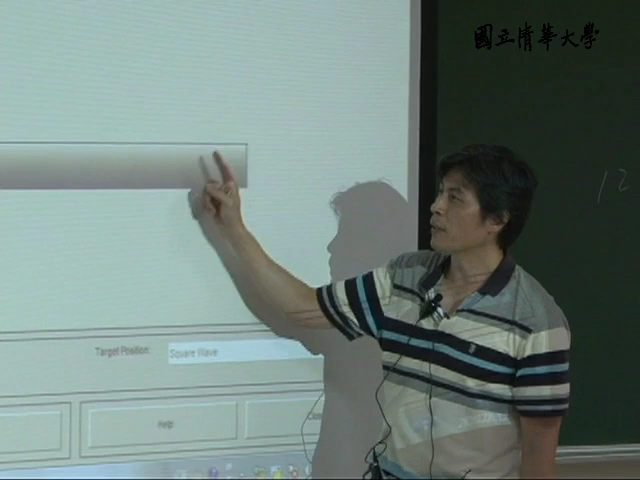 國立清華大學
12
Target Position:
Square Wave
Help